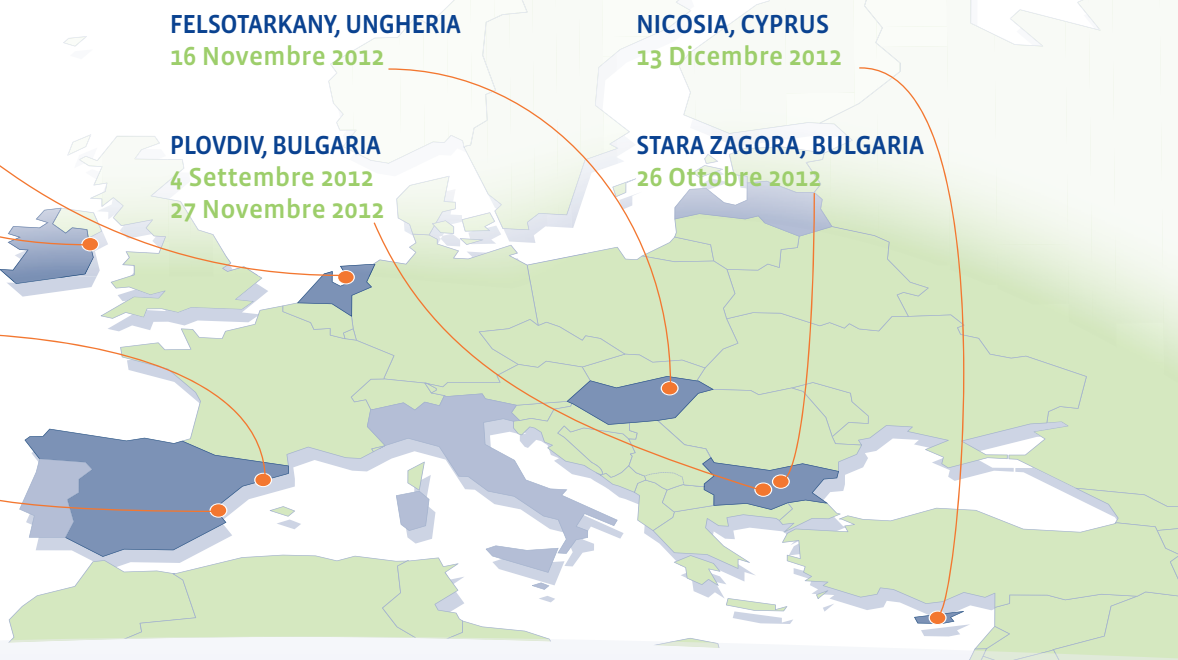 FELSOTARKANY, UNGHERIA
16 Novembre 2012
NICOSIA, CYPRUS
13 Dicembre 2012
PLOVDIV, BULGARIA
4 Settembre 2012
27 Novembre 2012
STARA ZAGORA, BULGARIA
26 Ottobre 2012